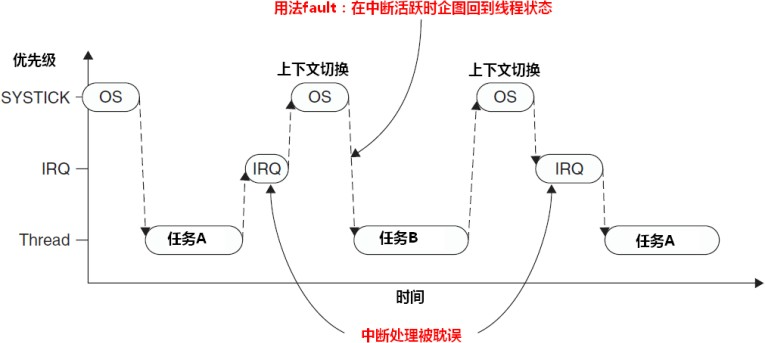 用法fault：在中断活跃时企图回到线程状态
优先级
上下文切换
上下文切换
SYSTICK
OS
OS
OS
IRQ
IRQ
IRQ
Thread
任务A
任务B
任务A
时间
中断处理被耽误